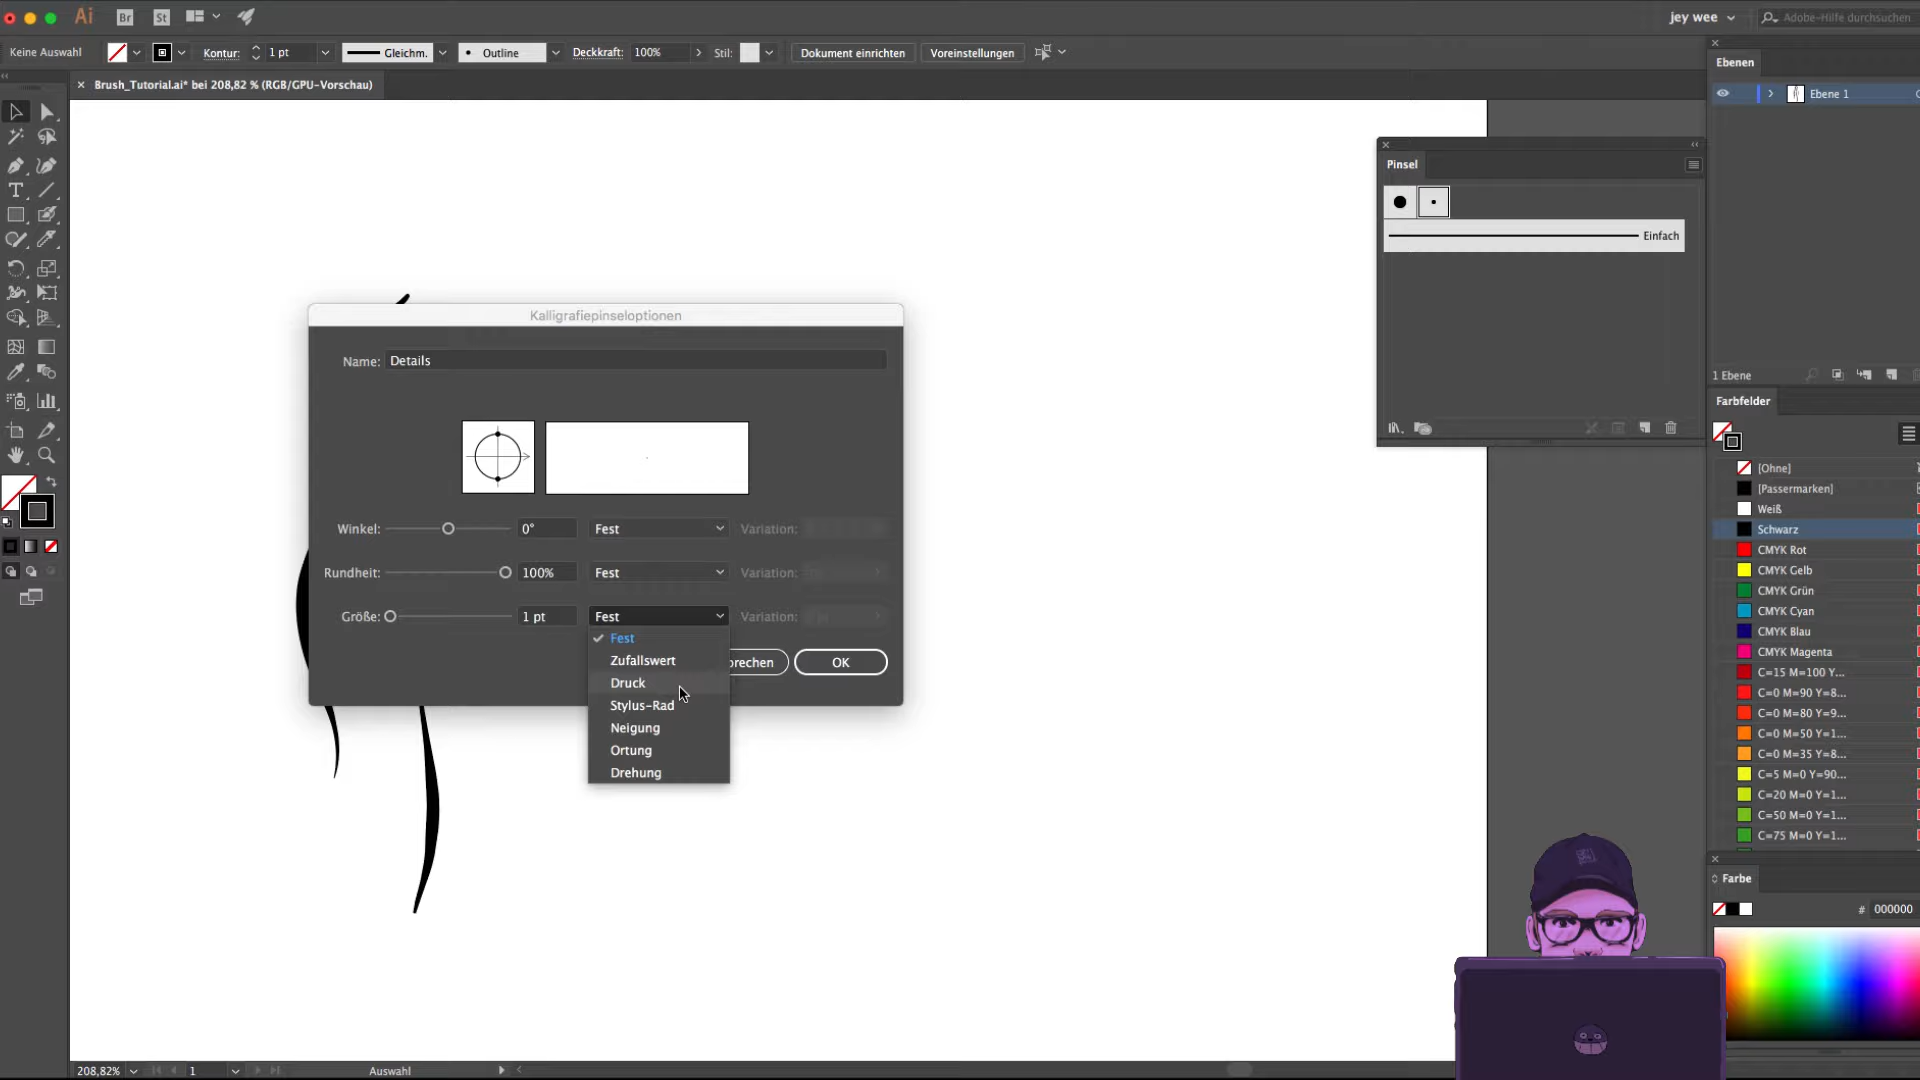 Ai Br St
jey wee
Adobe-Hilfe durchsuchen
Keine Auswahl Kontur: 1 pt Gleichm. Outline Deckkraft: 100% Stil: Dokument einrichten Voreinstellungen
Brush_Tutorial.ai* bei 208,82 % (RGB/GPU-Vorschau)
Ebenen
Ebene 1
Pinsel
Einfach
Kalligrafiepinseloptionen
Name: Details
Winkel: 0° Fest Variation:
Rundheit: 100% Fest Variation:
Größe: 1 pt Fest Variation:
Fest
Zufallswert
Druck
Stylus-Rad
Neigung
Ortung
Drehung
brechen OK
1 Ebene
Farbfelder
[Ohne]
[Passermarken]
Weiß
Schwarz
CMYK Rot
CMYK Gelb
CMYK Grün
CMYK Cyan
CMYK Blau
CMYK Magenta
C=15 M=100 Y...
C=0 M=90 Y=8...
C=0 M=80 Y=9...
C=0 M=50 Y=1...
C=0 M=35 Y=8...
C=5 M=0 Y=90...
C=20 M=0 Y=1...
C=50 M=0 Y=1...
C=75 M=0 Y=1...
Farbe
# 000000
208,82% 1 Auswahl